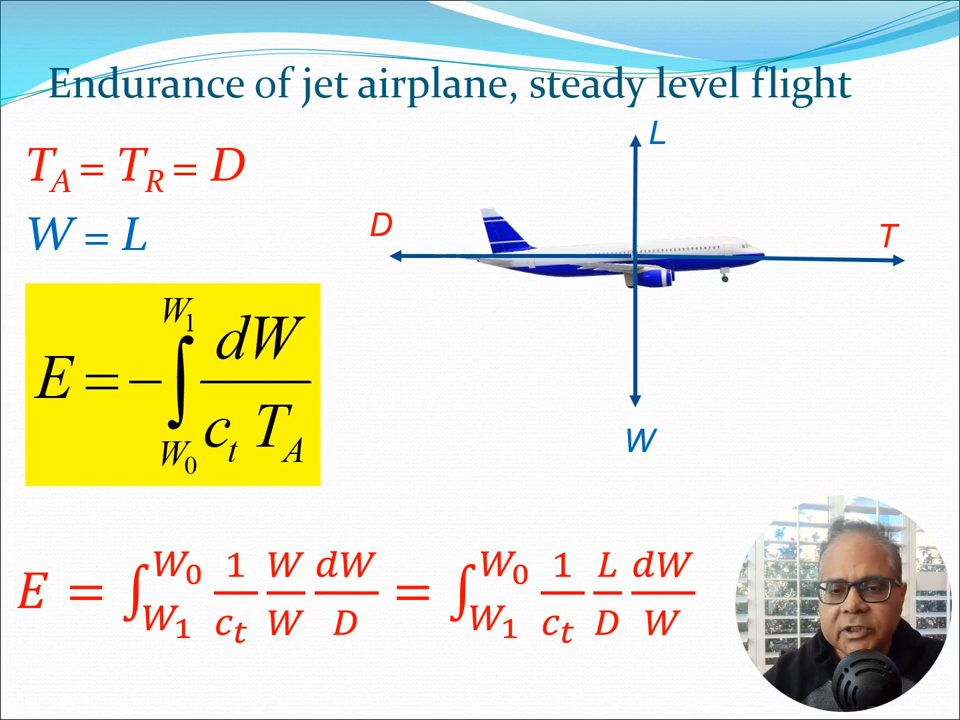 Endurance of jet airplane, steady level flight
T_A = T_R = D
W = L
L
D
T
W
E = −∫_{W_0}^{W_1} dW / (c_t T_A)
E = ∫_{W_1}^{W_0} (1/c_t) (W/W) (dW/D) = ∫_{W_1}^{W_0} (1/c_t) (L/D) (dW/W)